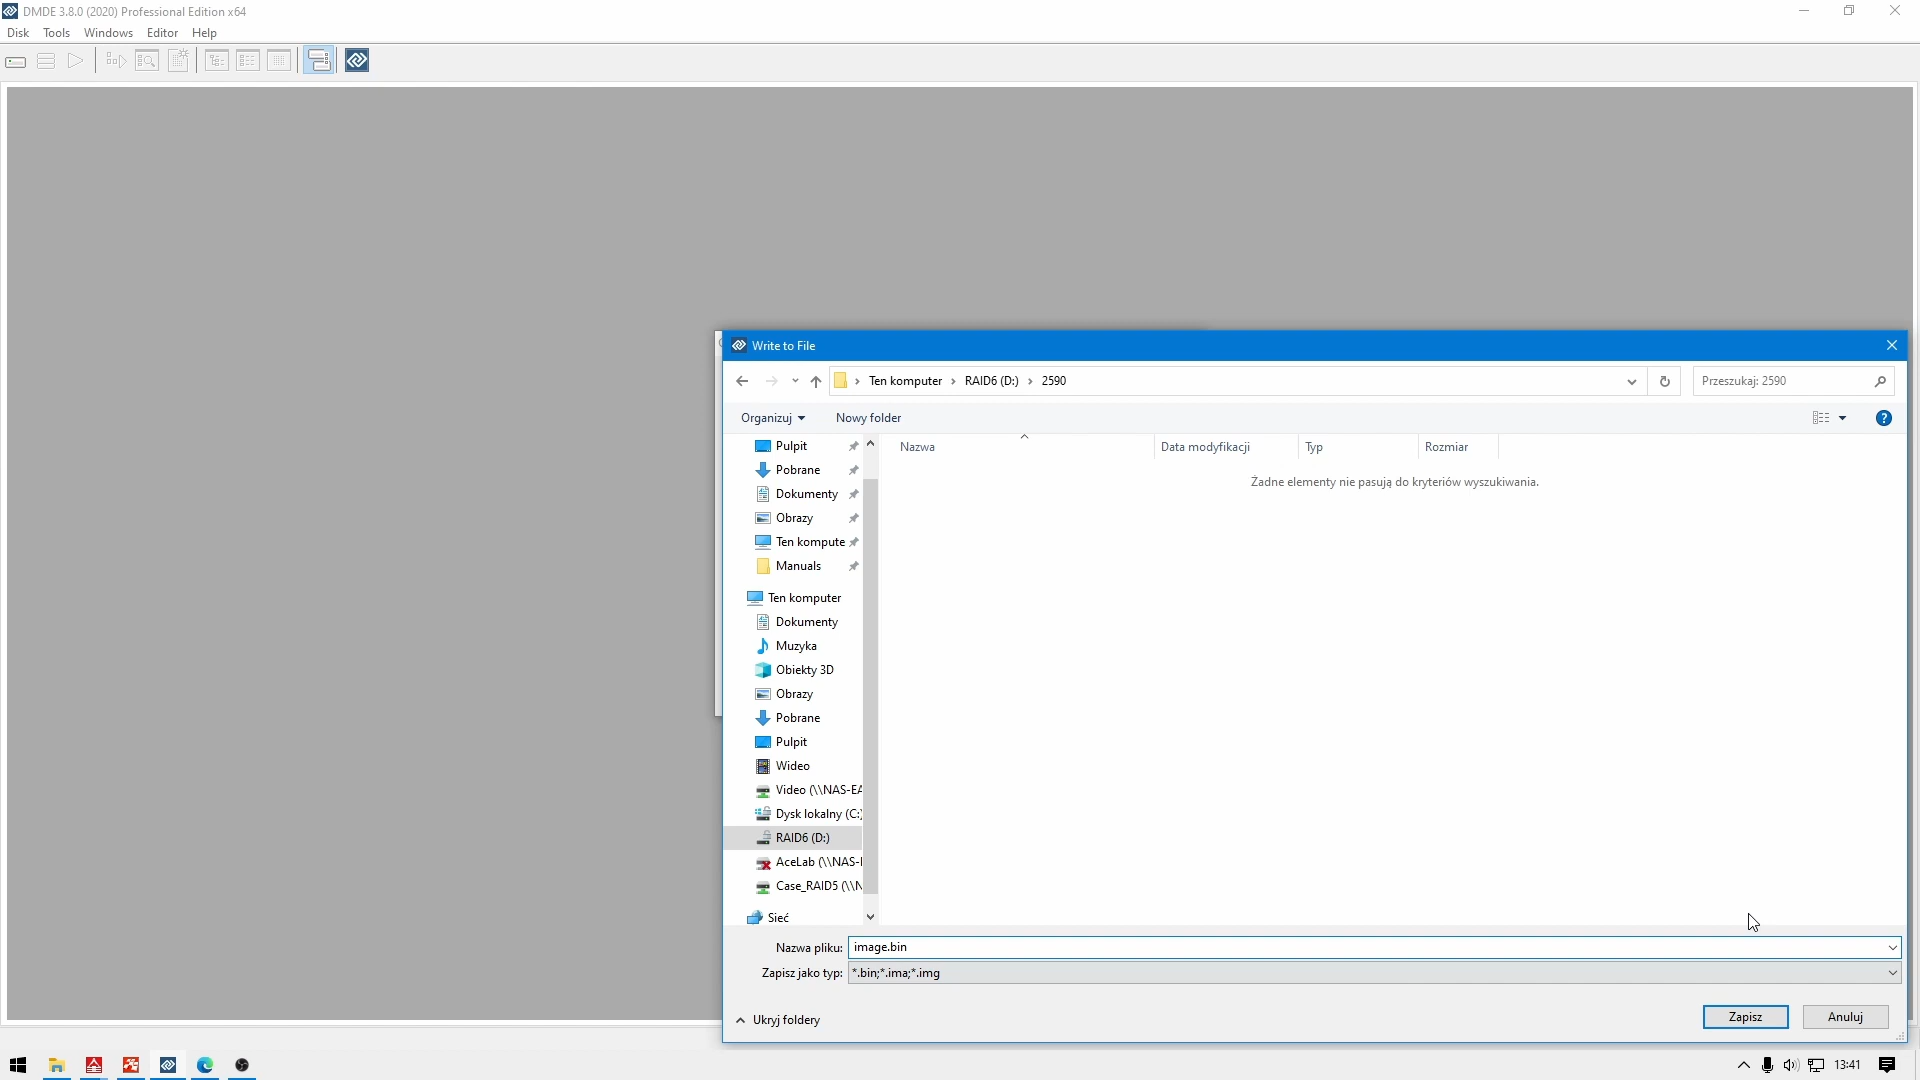 DMDE 3.8.0 (2020) Professional Edition x64
Disk Tools Windows Editor Help
Write to File
Ten komputer RAID6 (D:) 2590
Przeszukaj: 2590
Organizuj Nowy folder
Nazwa Data modyfikacji Typ Rozmiar
Żadne elementy nie pasują do kryteriów wyszukiwania.
Pulpit
Pobrane
Dokumenty
Obrazy
Ten kompute
Manuals
Ten komputer
Dokumenty
Muzyka
Obiekty 3D
Obrazy
Pobrane
Pulpit
Wideo
Video (\\NAS-EA
Dysk lokalny (C:)
RAID6 (D:)
AceLab (\\NAS-
Case_RAID5 (\\N
Sieć
Nazwa pliku: image.bin
Zapisz jako typ: *.bin;*.ima;*.img
Ukryj foldery
Zapisz Anuluj
13:41